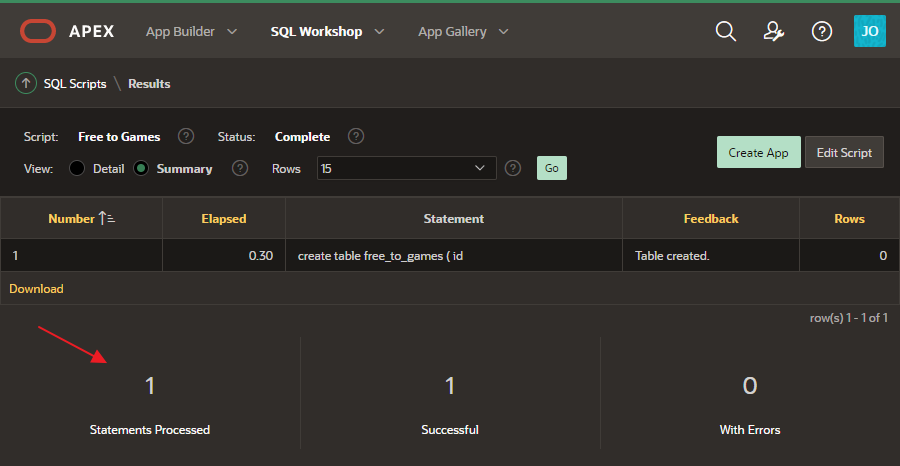 APEX App Builder SQL Workshop App Gallery ? JO
SQL Scripts \ Results
Script: Free to Games ? Status: Complete ?
Create App Edit Script
View: Detail Summary ? Rows 15 ? Go
Number Elapsed Statement Feedback Rows
1 0.30 create table free_to_games ( id Table created. 0
Download
row(s) 1 - 1 of 1
1 1 0
Statements Processed Successful With Errors